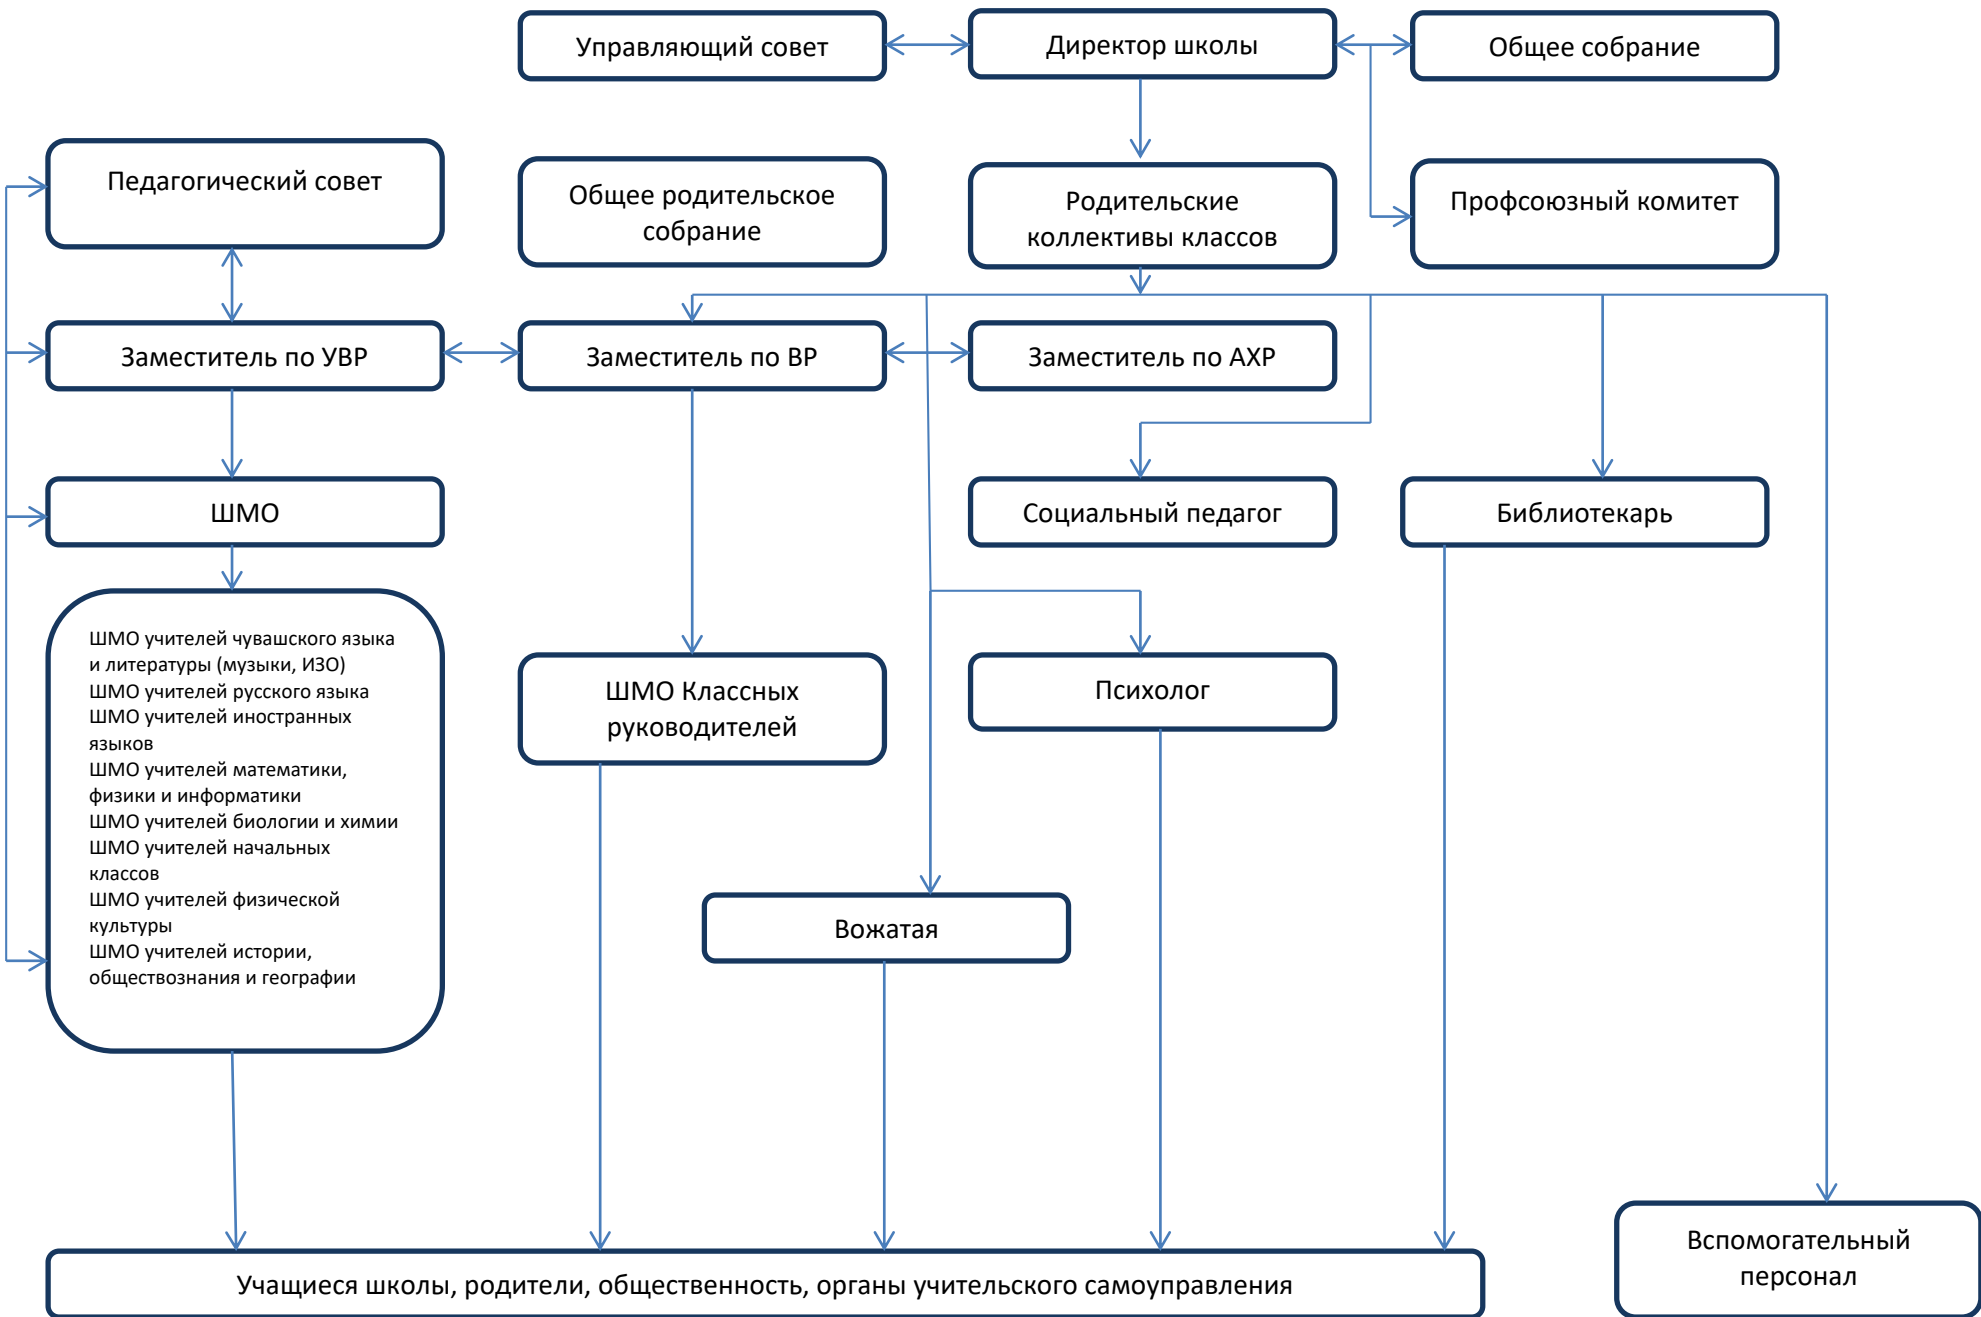 Управляющий совет
Директор школы
Общее собрание
Педагогический совет
Общее родительское
собрание
Родительские
коллективы классов
Профсоюзный комитет
Заместитель по УВР
Заместитель по ВР
Заместитель по АХР
ШМО
Социальный педагог
Библиотекарь
ШМО учителей чувашского языка
и литературы (музыки, ИЗО)
ШМО учителей русского языка
ШМО учителей иностранных
языков
ШМО учителей математики,
физики и информатики
ШМО учителей биологии и химии
ШМО учителей начальных
классов
ШМО учителей физической
культуры
ШМО учителей истории,
обществознания и географии
ШМО Классных
руководителей
Психолог
Вожатая
Вспомогательный
персонал
Учащиеся школы, родители, общественность, органы учительского самоуправления